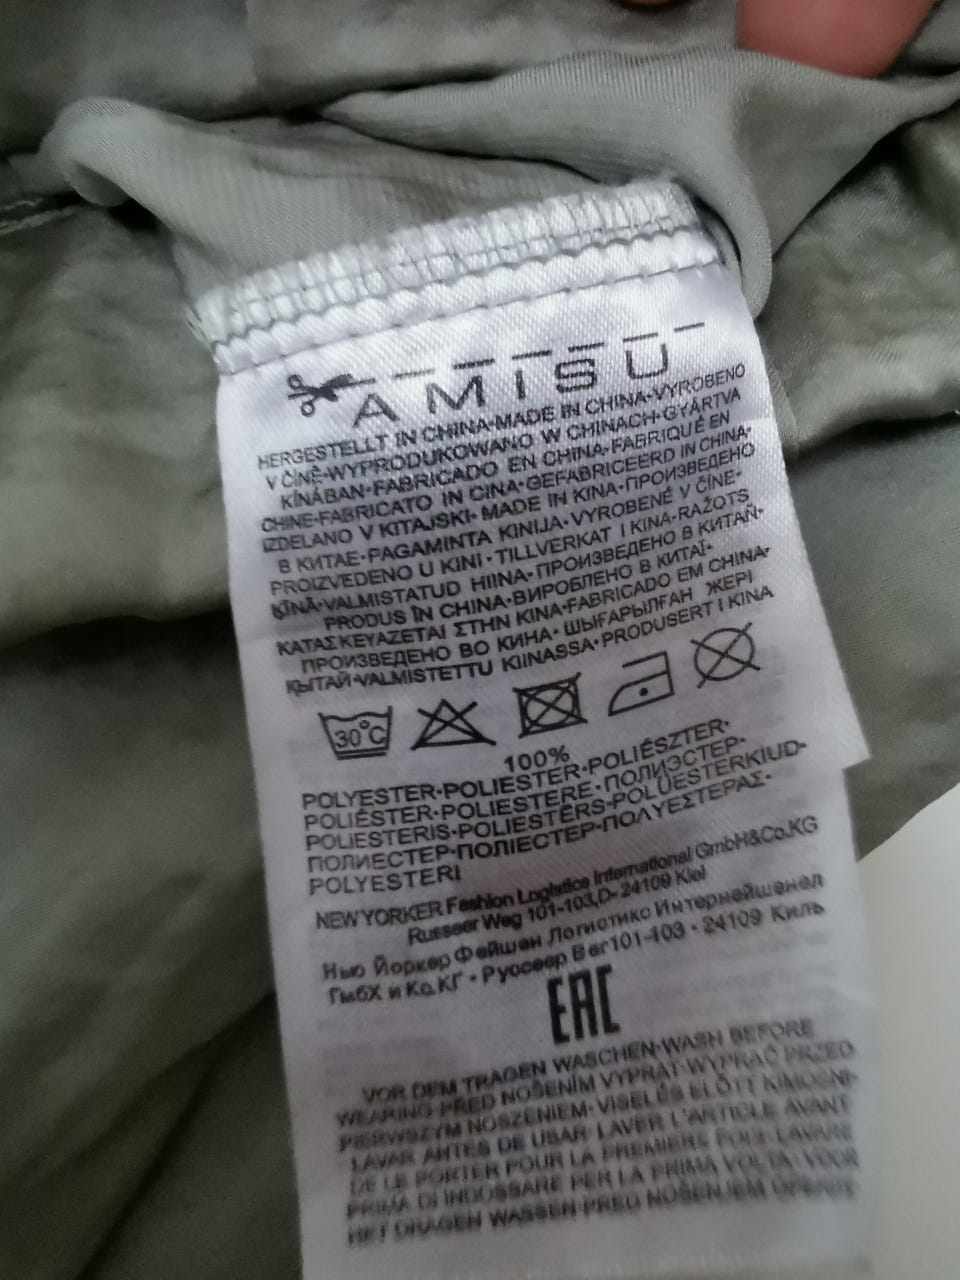 AMISU
HERGESTELLT IN CHINA•MADE IN CHINA•VYROBENO
V ČÍNĚ•WYPRODUKOWANO W CHINACH•GYÁRTVA
KÍNÁBAN•FABRICADO EN CHINA•FABRIQUÉ EN
CHINE•FABRICATO IN CINA•GEFABRICEERD IN CHINA•
IZDELANO V KITAJSKI• MADE IN KINA•ПРОИЗВЕДЕНО
В КИТАЕ•PAGAMINTA KINIJA•VYROBENÉ V ČÍNE•
PROIZVEDENO U KINI•TILLVERKAT I KINA•RAŽOTS
ĶĪNĀ•VALMISTATUD HIINA•ПРОИЗВЕДЕНО В КИТАЙ•
PRODUS ÎN CHINA•ВИРОБЛЕНО В КИТАЇ•
ΚΑΤΑΣΚΕΥΑΖΕΤΑΙ ΣΤΗΝ ΚΙΝΑ•FABRICADO EM CHINA•
ПРОИЗВЕДЕНО ВО КИНА•ШЫҒАРЫЛҒАН ЖЕРІ
ҚЫТАЙ•VALMISTETTU KIINASSA•PRODUSERT I KINA
30°C
100%
POLYESTER•POLIESTER•POLIÉSZTER•
POLIÉSTER•POLIESTERE•ПОЛИЭСТЕР•
POLIESTERIS•POLIESTERS•POLÜESTERKIUD•
ПОЛИЕСТЕР•ПОЛІЕСТЕР•ΠΟΛΥΕΣΤΕΡΑΣ•
POLYESTERI
NEW YORKER Fashion Logistics International GmbH&Co.KG
Russeer Weg 101-103,D- 24109 Kiel
Нью Йоркер Фейшен Логистико Интернейшенел
ГмбХ и Ко.КГ • Руссеер Вег101-103 • 24109 Киль
EAC
VOR DEM TRAGEN WASCHEN•WASH BEFORE
WEARING•PŘED NOŠENÍM VYPRAT•WYPRAĆ PRZED
PIERWSZYM NOSZENIEM•VISELÉS ELŐTT KIMOSNI•
LAVAR ANTES DE USAR•LAVER L'ARTICLE AVANT
DE LE PORTER POUR LA PREMIERE FOIS•LAVARE
PRIMA DI INDOSSARE PER LA PRIMA VOLTA•VOOR
HET DRAGEN WASSEN•PRED NOŠENJEM OPERITE